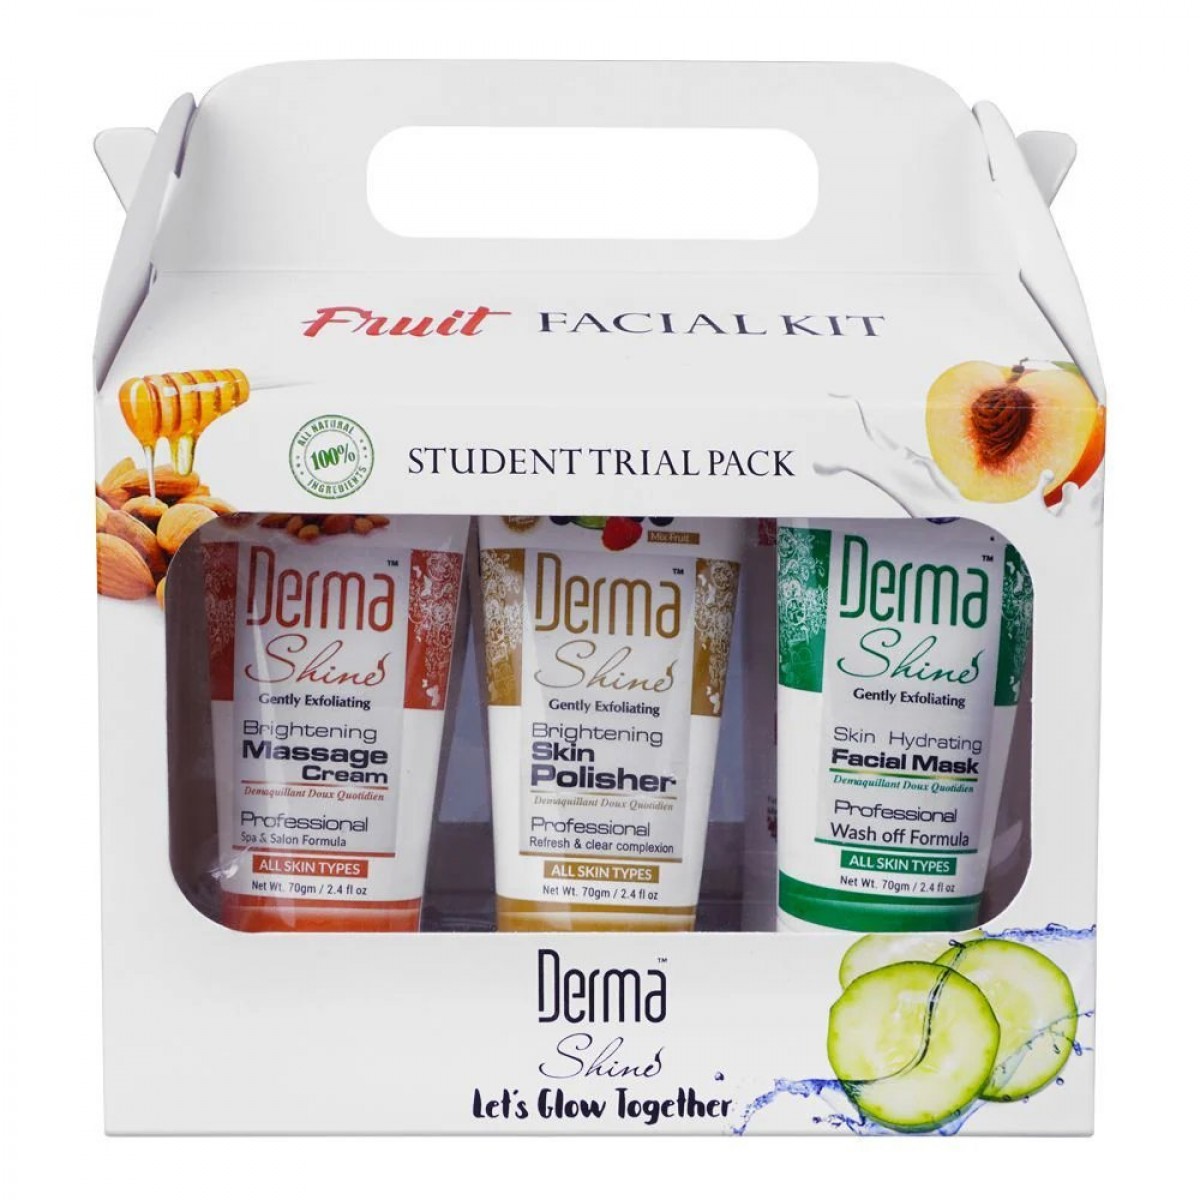 Fruit FACIAL KIT
ALL NATURAL
100%
INGREDIENTS
STUDENT TRIAL PACK
Derma™
Shine
Gently Exfoliating
Brightening
Massage
Cream
Demaquillant Doux Quotidien
Professional
Spa & Salon Formula
ALL SKIN TYPES
Net Wt. 70gm / 2.4 fl oz
Mix Fruit
Derma™
Shine
Gently Exfoliating
Brightening
Skin
Polisher
Demaquillant Doux Quotidien
Professional
Refresh & clear complexion
ALL SKIN TYPES
Net Wt. 70gm / 2.4 fl oz
Derma™
Shine
Gently Exfoliating
Skin Hydrating
Facial Mask
Demaquillant Doux Quotidien
Professional
Wash off Formula
ALL SKIN TYPES
Net Wt. 70gm / 2.4 fl oz
Derma™
Shine
Let's Glow Together